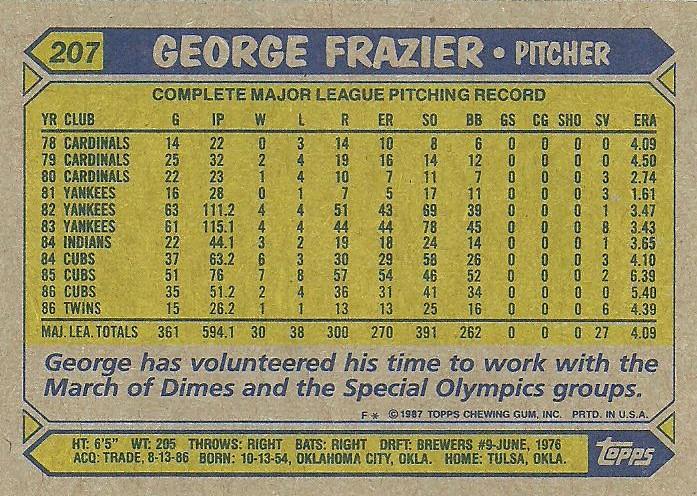 207 GEORGE FRAZIER • PITCHER
COMPLETE MAJOR LEAGUE PITCHING RECORD
YR CLUB G IP W L R ER SO BB GS CG SHO SV ERA
78 CARDINALS 14 22 0 3 14 10 8 6 0 0 0 0 4.09
79 CARDINALS 25 32 2 4 19 16 14 12 0 0 0 0 4.50
80 CARDINALS 22 23 1 4 10 7 11 7 0 0 0 3 2.74
81 YANKEES 16 28 0 1 7 5 17 11 0 0 0 3 1.61
82 YANKEES 63 111.2 4 4 51 43 69 39 0 0 0 1 3.47
83 YANKEES 61 115.1 4 4 44 44 78 45 0 0 0 8 3.43
84 INDIANS 22 44.1 3 2 19 18 24 14 0 0 0 1 3.65
84 CUBS 37 63.2 6 3 30 29 58 26 0 0 0 3 4.10
85 CUBS 51 76 7 8 57 54 46 52 0 0 0 2 6.39
86 CUBS 35 51.2 2 4 36 31 41 34 0 0 0 0 5.40
86 TWINS 15 26.2 1 1 13 13 25 16 0 0 0 6 4.39
MAJ. LEA. TOTALS 361 594.1 30 38 300 270 391 262 0 0 0 27 4.09
George has volunteered his time to work with the
March of Dimes and the Special Olympics groups.
F* ©1987 TOPPS CHEWING GUM, INC. PRTD. IN U.S.A.
HT: 6'5" WT: 205 THROWS: RIGHT BATS: RIGHT DRFT: BREWERS #9-JUNE, 1976
ACQ: TRADE, 8-13-86 BORN: 10-13-54, OKLAHOMA CITY, OKLA. HOME: TULSA, OKLA.
topps